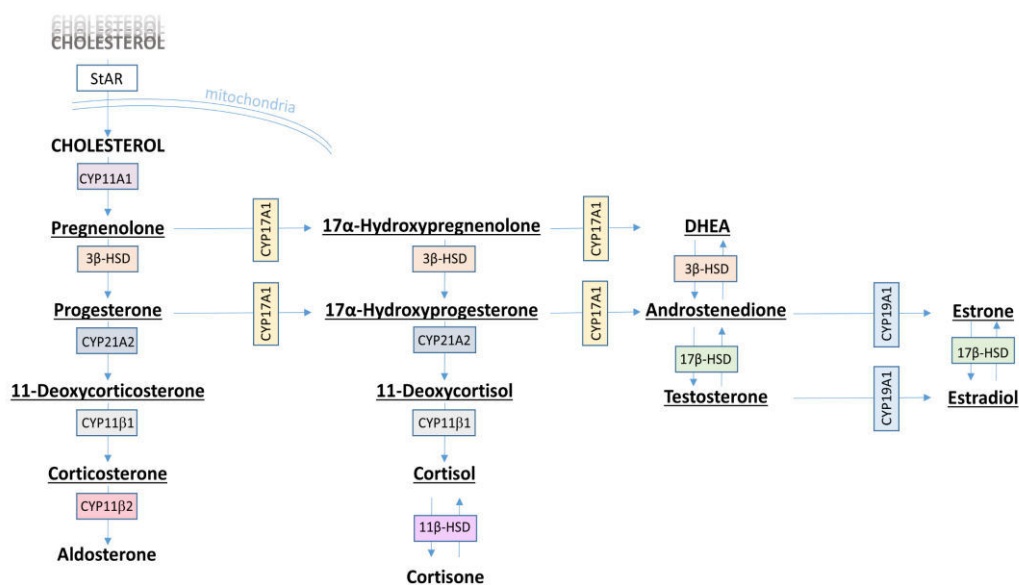 CHOLESTEROL
CHOLESTEROL
StAR
mitochondria
CHOLESTEROL
CYP11A1
Pregnenolone
CYP17A1
17α-Hydroxypregnenolone
CYP17A1
DHEA
3β-HSD
3β-HSD
3β-HSD
Progesterone
CYP17A1
17α-Hydroxyprogesterone
CYP17A1
Androstenedione
CYP19A1
Estrone
CYP21A2
CYP21A2
17β-HSD
17β-HSD
11-Deoxycorticosterone
11-Deoxycortisol
Testosterone
CYP19A1
Estradiol
CYP11β1
CYP11β1
Corticosterone
Cortisol
CYP11β2
11β-HSD
Aldosterone
Cortisone